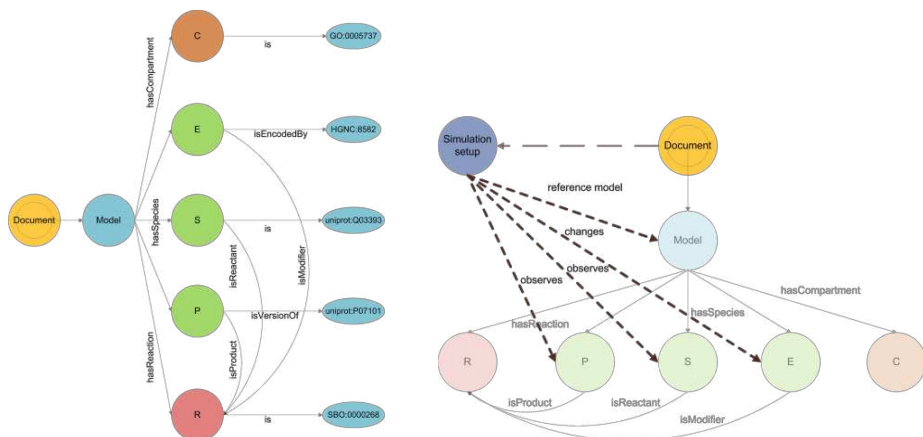 C
is
GO:0005737
hasCompartment
E
isEncodedBy
HGNC:8582
Document
Model
hasSpecies
S
is
uniprot:Q03393
isReactant
isModifier
P
isVersionOf
uniprot:P07101
isProduct
hasReaction
R
is
SBO:0000268
Simulation
setup
Document
reference model
changes
Model
observes
observes
hasCompartment
hasReaction
hasSpecies
R
P
S
E
C
isProduct
isReactant
isModifier